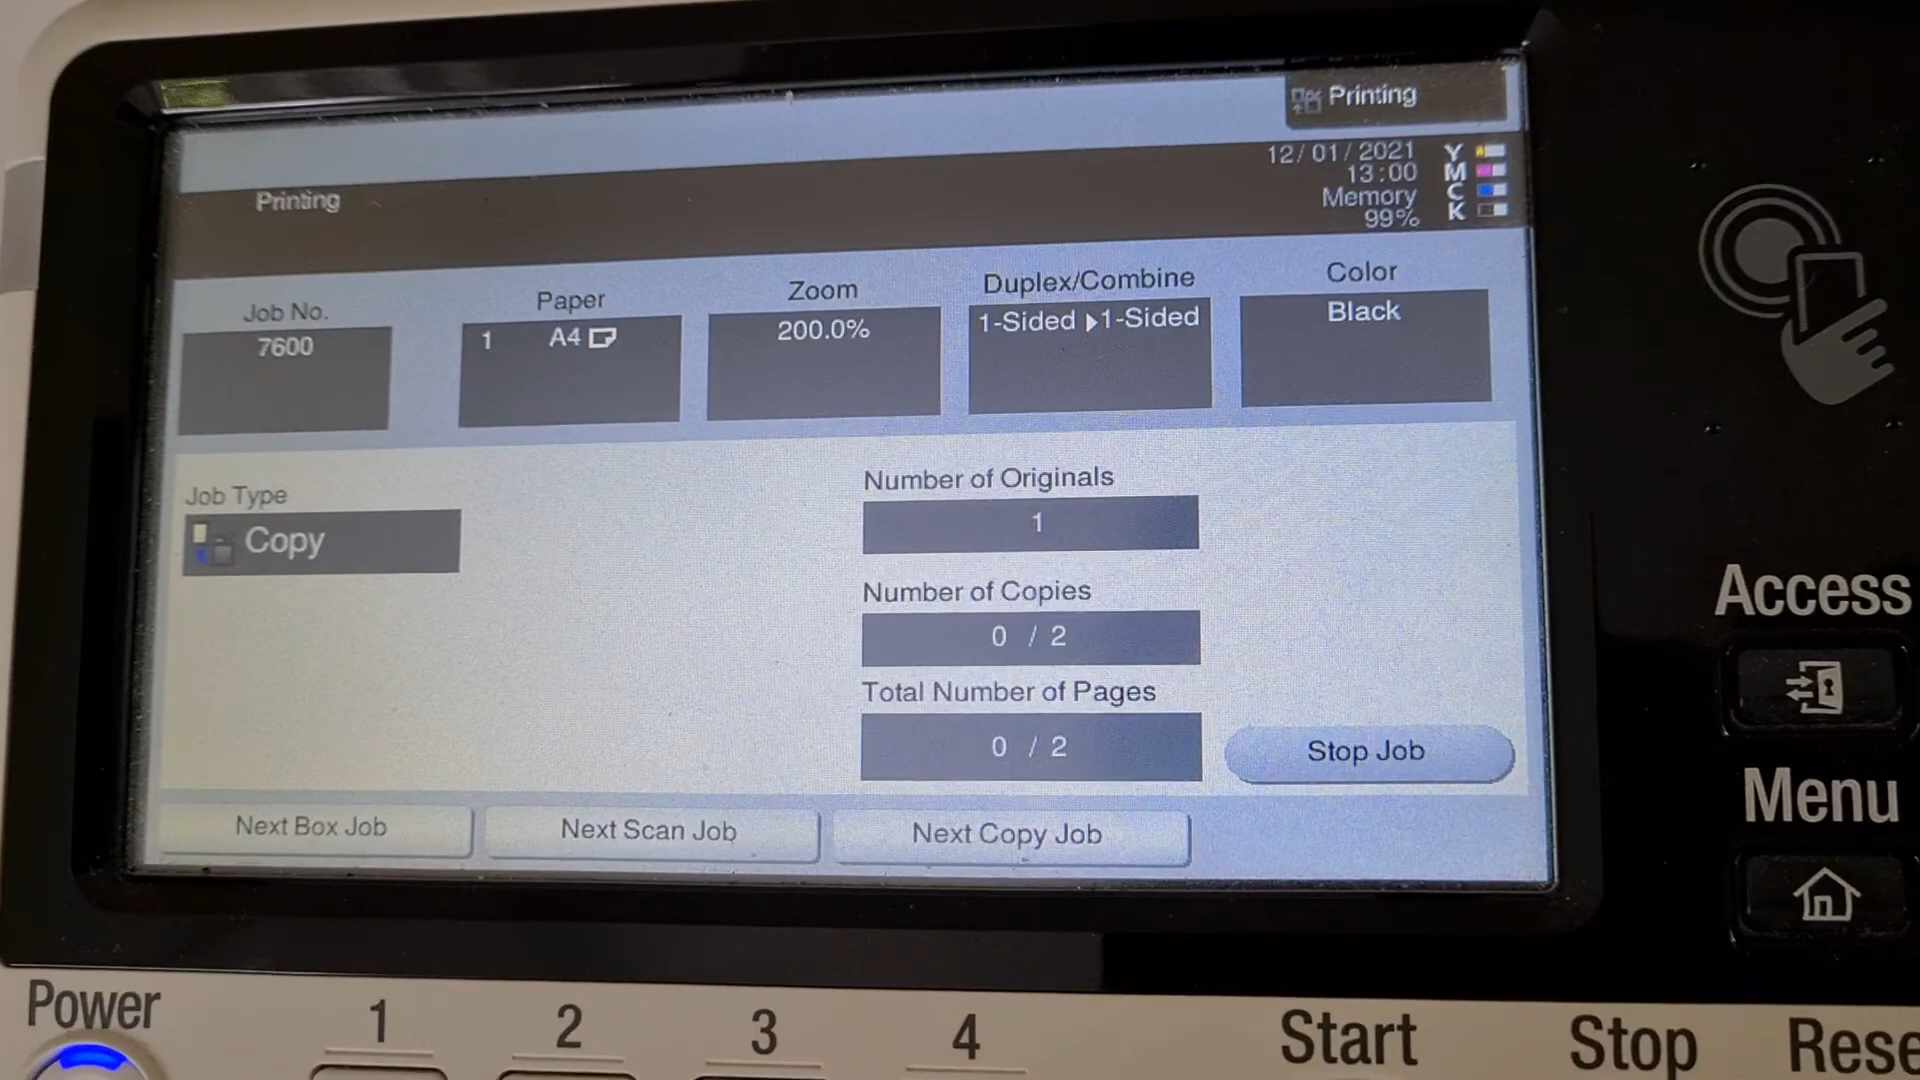 Printing
12/01/2021
13:00
Memory
99%
Y
M
C
K
Printing
Job No.
7600
Paper
1 A4
Zoom
200.0%
Duplex/Combine
1-Sided ▶1-Sided
Color
Black
Job Type
Copy
Number of Originals
1
Number of Copies
0 / 2
Total Number of Pages
0 / 2
Stop Job
Next Box Job
Next Scan Job
Next Copy Job
Access
Menu
Power
1
2
3
4
Start
Stop
Rese